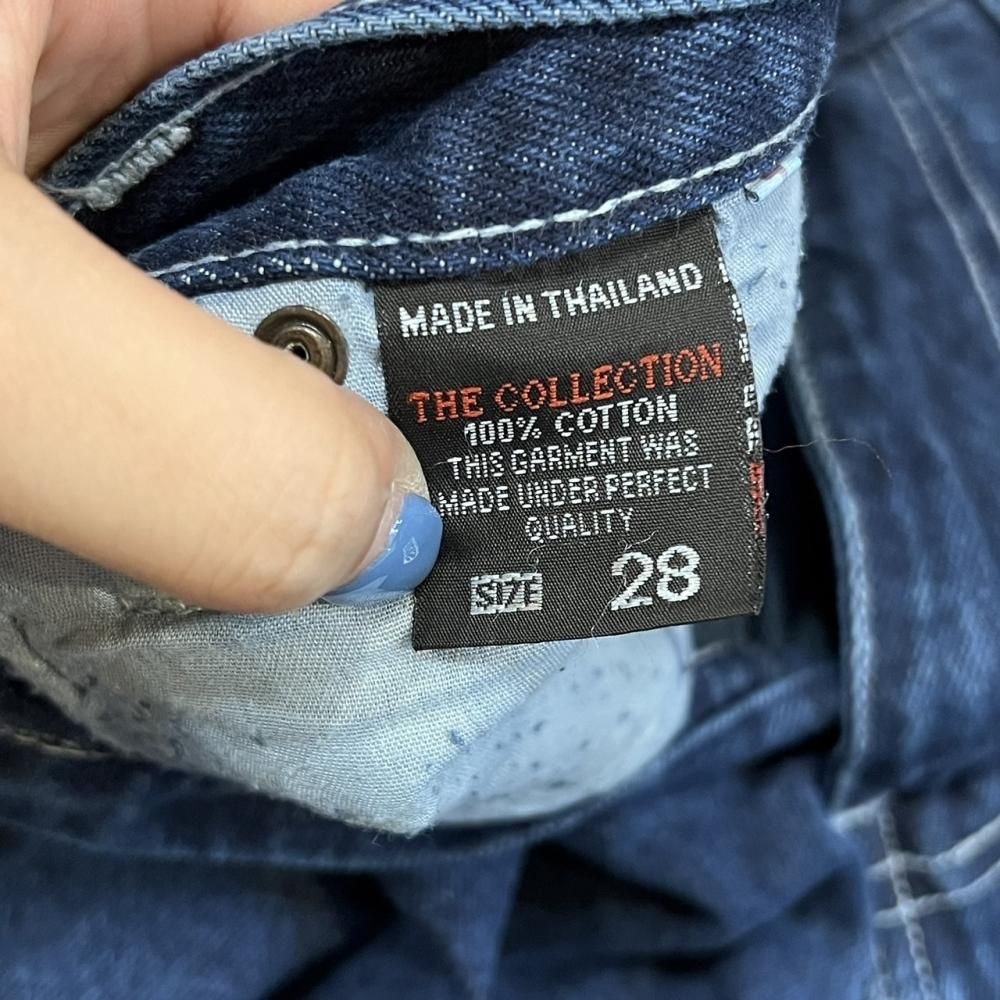 MADE IN THAILAND
THE COLLECTION
100% COTTON
THIS GARMENT WAS
MADE UNDER PERFECT
QUALITY
SIZE 28